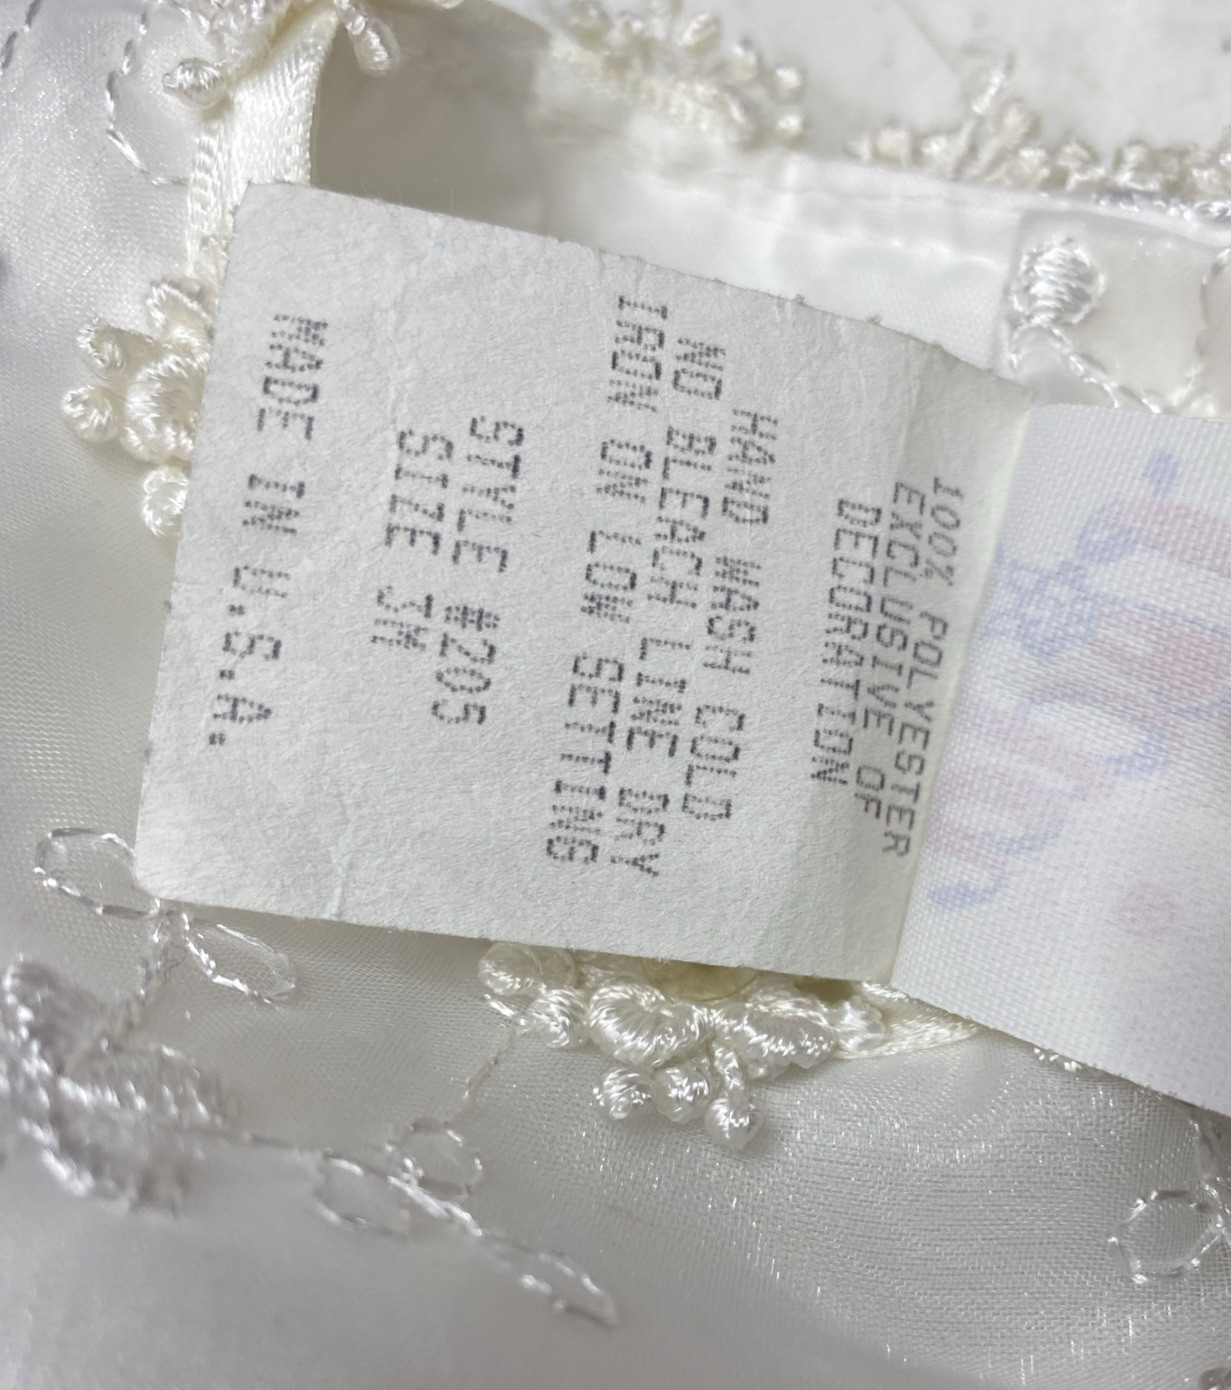 100% POLYESTER
EXCLUSIVE OF
DECORATION
HAND WASH COLD
NO BLEACH LINE DRY
IRON ON LOW SETTING
STYLE #205
SIZE 3M
MADE IN U.S.A.